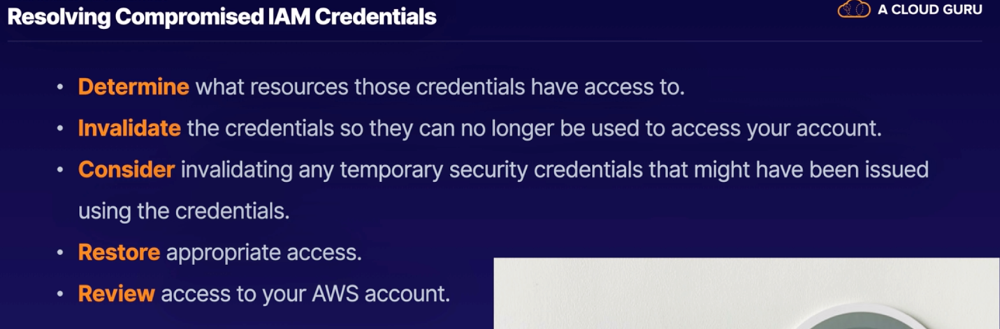 Resolving Compromised IAM Credentials
A CLOUD GURU
• Determine what resources those credentials have access to.
• Invalidate the credentials so they can no longer be used to access your account.
• Consider invalidating any temporary security credentials that might have been issued
using the credentials.
• Restore appropriate access.
• Review access to your AWS account.